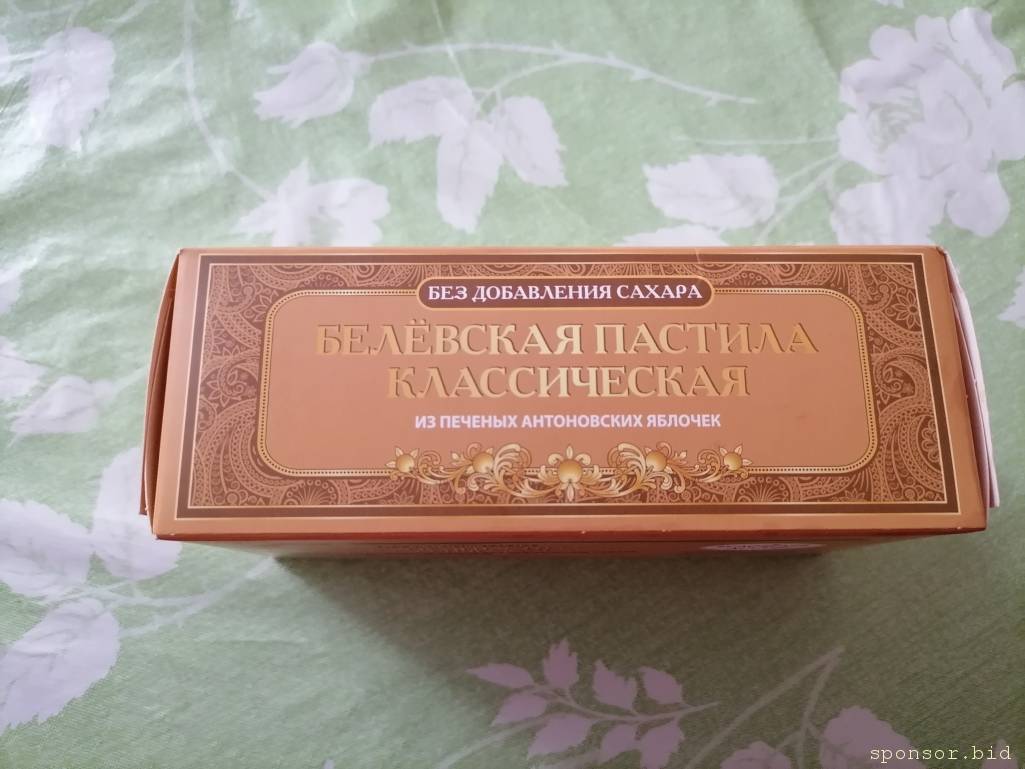 БЕЗ ДОБАВЛЕНИЯ САХАРА
БЕЛЁВСКАЯ ПАСТИЛА
КЛАССИЧЕСКАЯ
ИЗ ПЕЧЕНЫХ АНТОНОВСКИХ ЯБЛОЧЕК
sponsor.bid